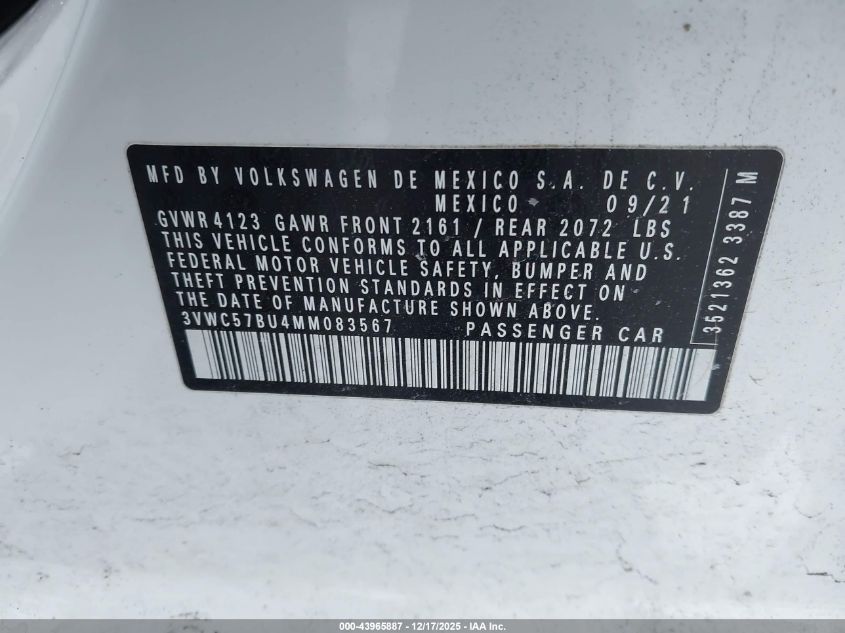 MFD BY VOLKSWAGEN DE MEXICO S.A. DE C.V.
MEXICO 09/21
GVWR 4123 GAWR FRONT 2161 / REAR 2072 LBS
THIS VEHICLE CONFORMS TO ALL APPLICABLE U.S.
FEDERAL MOTOR VEHICLE SAFETY, BUMPER AND
THEFT PREVENTION STANDARDS IN EFFECT ON
THE DATE OF MANUFACTURE SHOWN ABOVE.
3VWC57BU4MM083567 PASSENGER CAR
3521362 3387 M
000-43965887 - 12/17/2025 - IAA Inc.